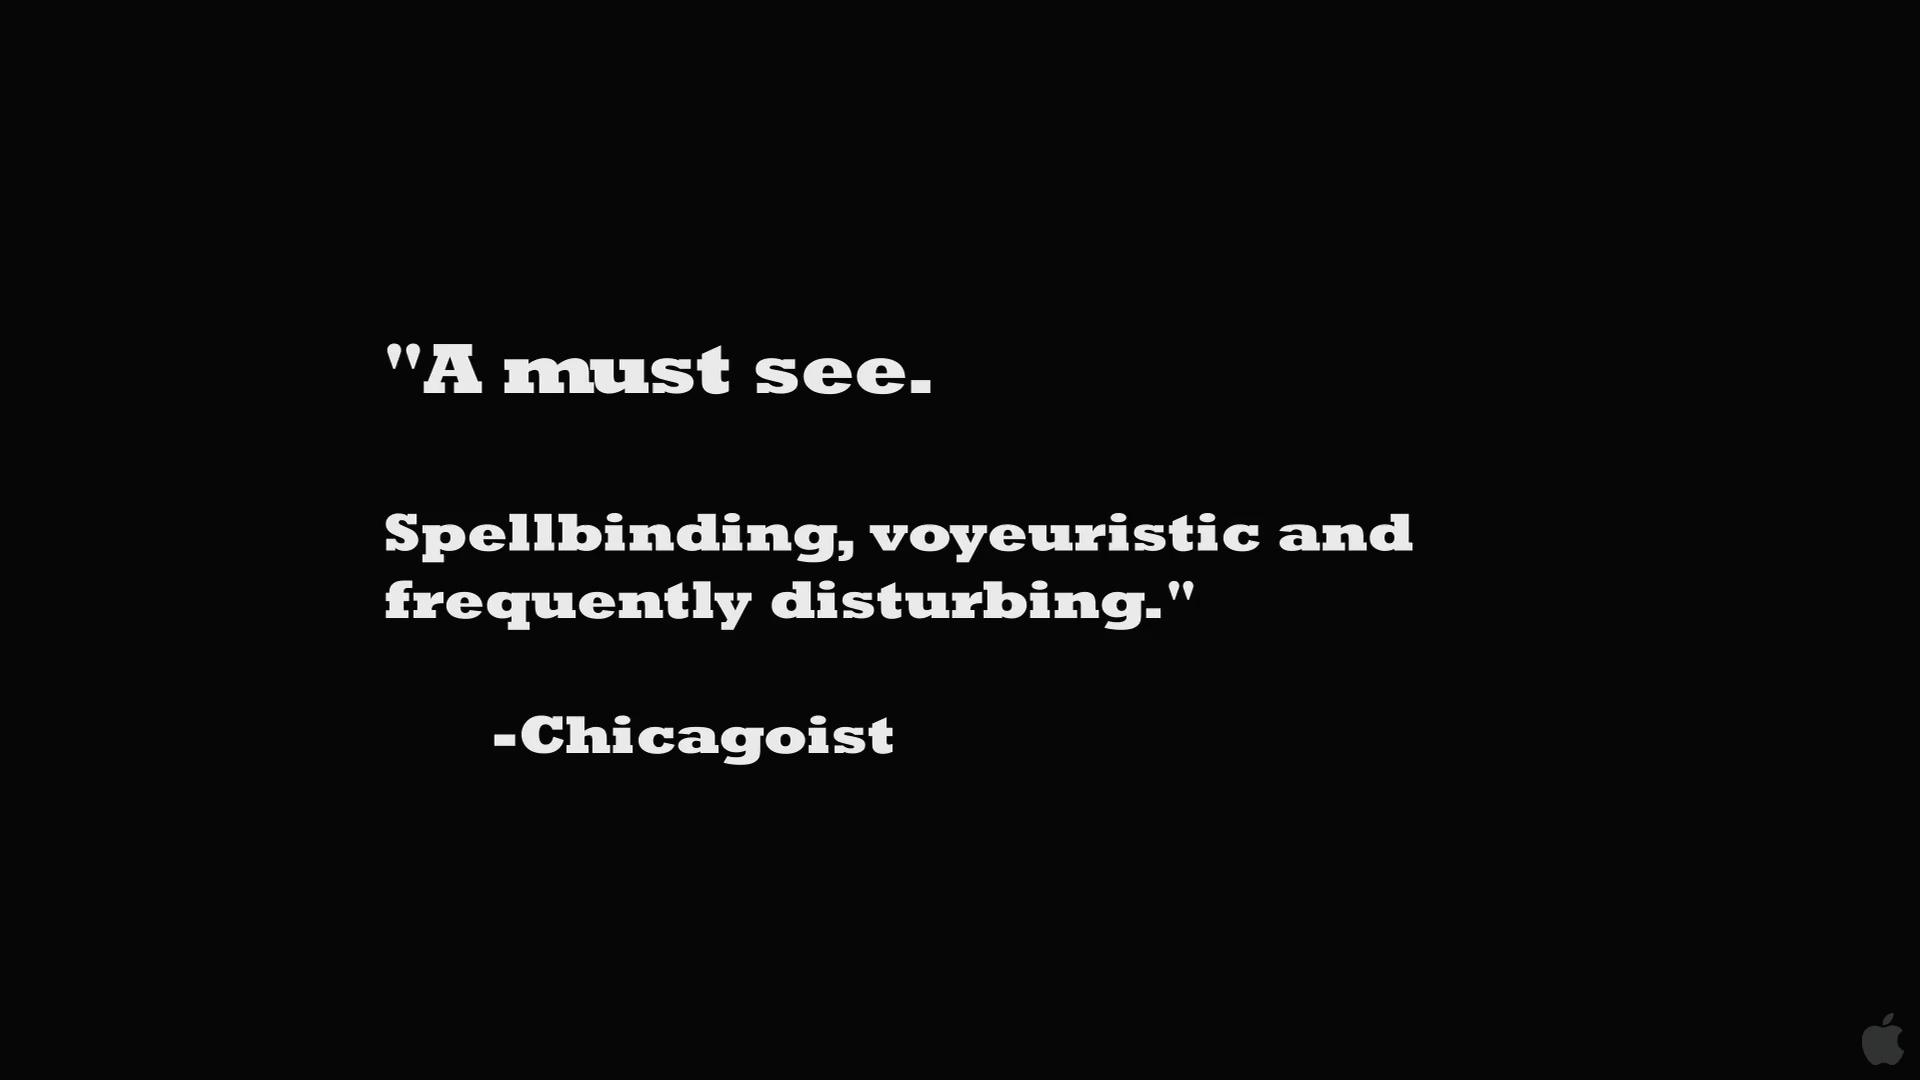 "A must see.
Spellbinding, voyeuristic and
frequently disturbing."
-Chicagoist